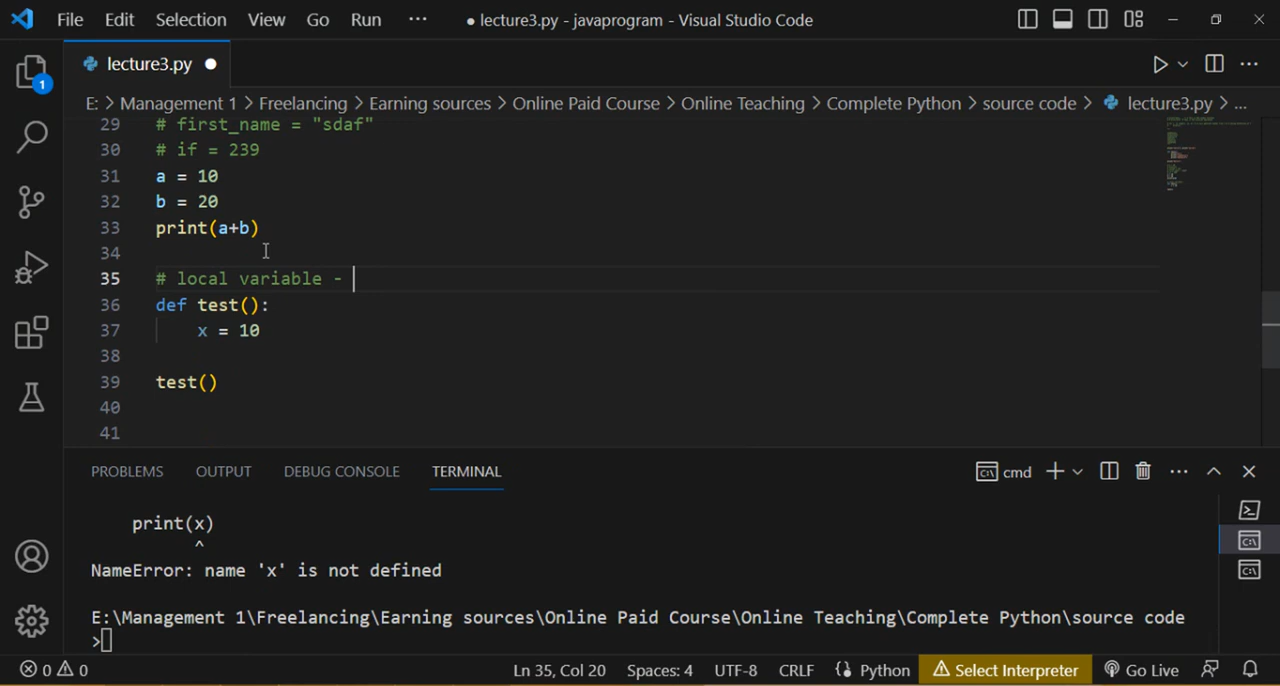 File Edit Selection View Go Run ··· ● lecture3.py - javaprogram - Visual Studio Code
lecture3.py ●
1
E: > Management 1 > Freelancing > Earning sources > Online Paid Course > Online Teaching > Complete Python > source code > lecture3.py > ...
29 # first_name = "sdaf"
30 # if = 239
31 a = 10
32 b = 20
33 print(a+b)
34
35 # local variable -
36 def test():
37     x = 10
38
39 test()
40
41
PROBLEMS OUTPUT DEBUG CONSOLE TERMINAL cmd
print(x)
^
NameError: name 'x' is not defined
E:\Management 1\Freelancing\Earning sources\Online Paid Course\Online Teaching\Complete Python\source code
>
0 0 Ln 35, Col 20 Spaces: 4 UTF-8 CRLF Python Select Interpreter Go Live